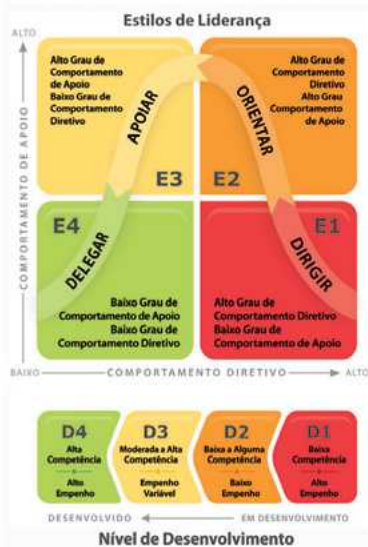 Estilos de Liderança
ALTO
Alto Grau de
Comportamento
de Apoio
Baixo Grau de
Comportamento
Diretivo
APOIAR
E3
Alto Grau de
Comportamento
Diretivo
Alto Grau
Comportamento
de Apoio
ORIENTAR
E2
COMPORTAMENTO DE APOIO
E4
DELEGAR
Baixo Grau de
Comportamento de Apoio
Baixo Grau de
Comportamento Diretivo
E1
DIRIGIR
Alto Grau de
Comportamento Diretivo
Baixo Grau de
Comportamento de Apoio
BAIXO
COMPORTAMENTO DIRETIVO
ALTO
D4
Alta
Competência
Alto
Empenho
D3
Moderada a Alta
Competência
Empenho
Variável
D2
Baixa a Alguma
Competência
Baixo
Empenho
D1
Baixa
Competência
Alto
Empenho
DESENVOLVIDO
EM DESENVOLVIMENTO
Nível de Desenvolvimento